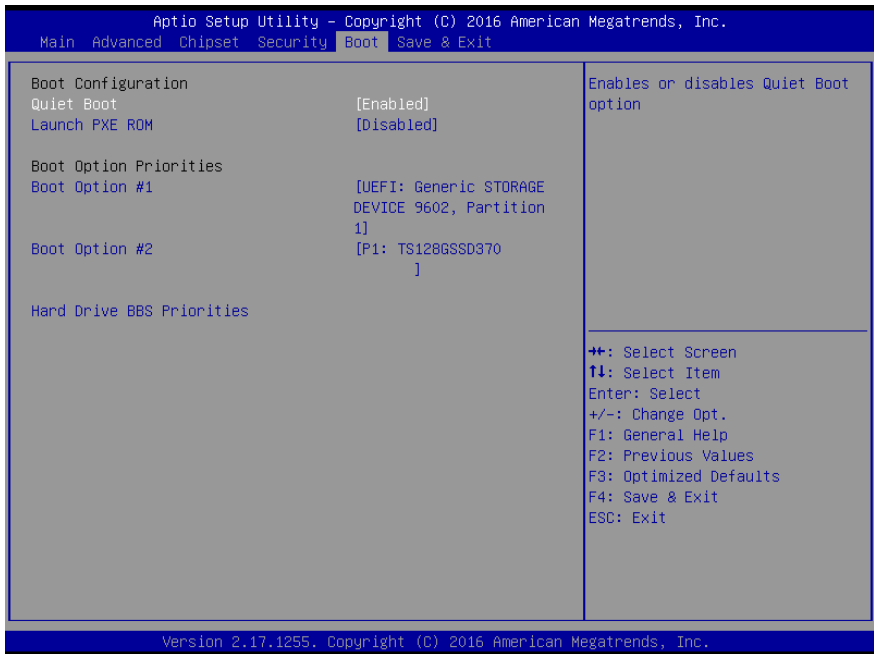 Aptio Setup Utility – Copyright (C) 2016 American Megatrends, Inc.
Main Advanced Chipset Security Boot Save & Exit
Boot Configuration
Quiet Boot [Enabled]
Launch PXE ROM [Disabled]
Boot Option Priorities
Boot Option #1 [UEFI: Generic STORAGE
DEVICE 9602, Partition
1]
Boot Option #2 [P1: TS128GSSD370
]
Hard Drive BBS Priorities
Enables or disables Quiet Boot
option
→←: Select Screen
↑↓: Select Item
Enter: Select
+/-: Change Opt.
F1: General Help
F2: Previous Values
F3: Optimized Defaults
F4: Save & Exit
ESC: Exit
Version 2.17.1255. Copyright (C) 2016 American Megatrends, Inc.